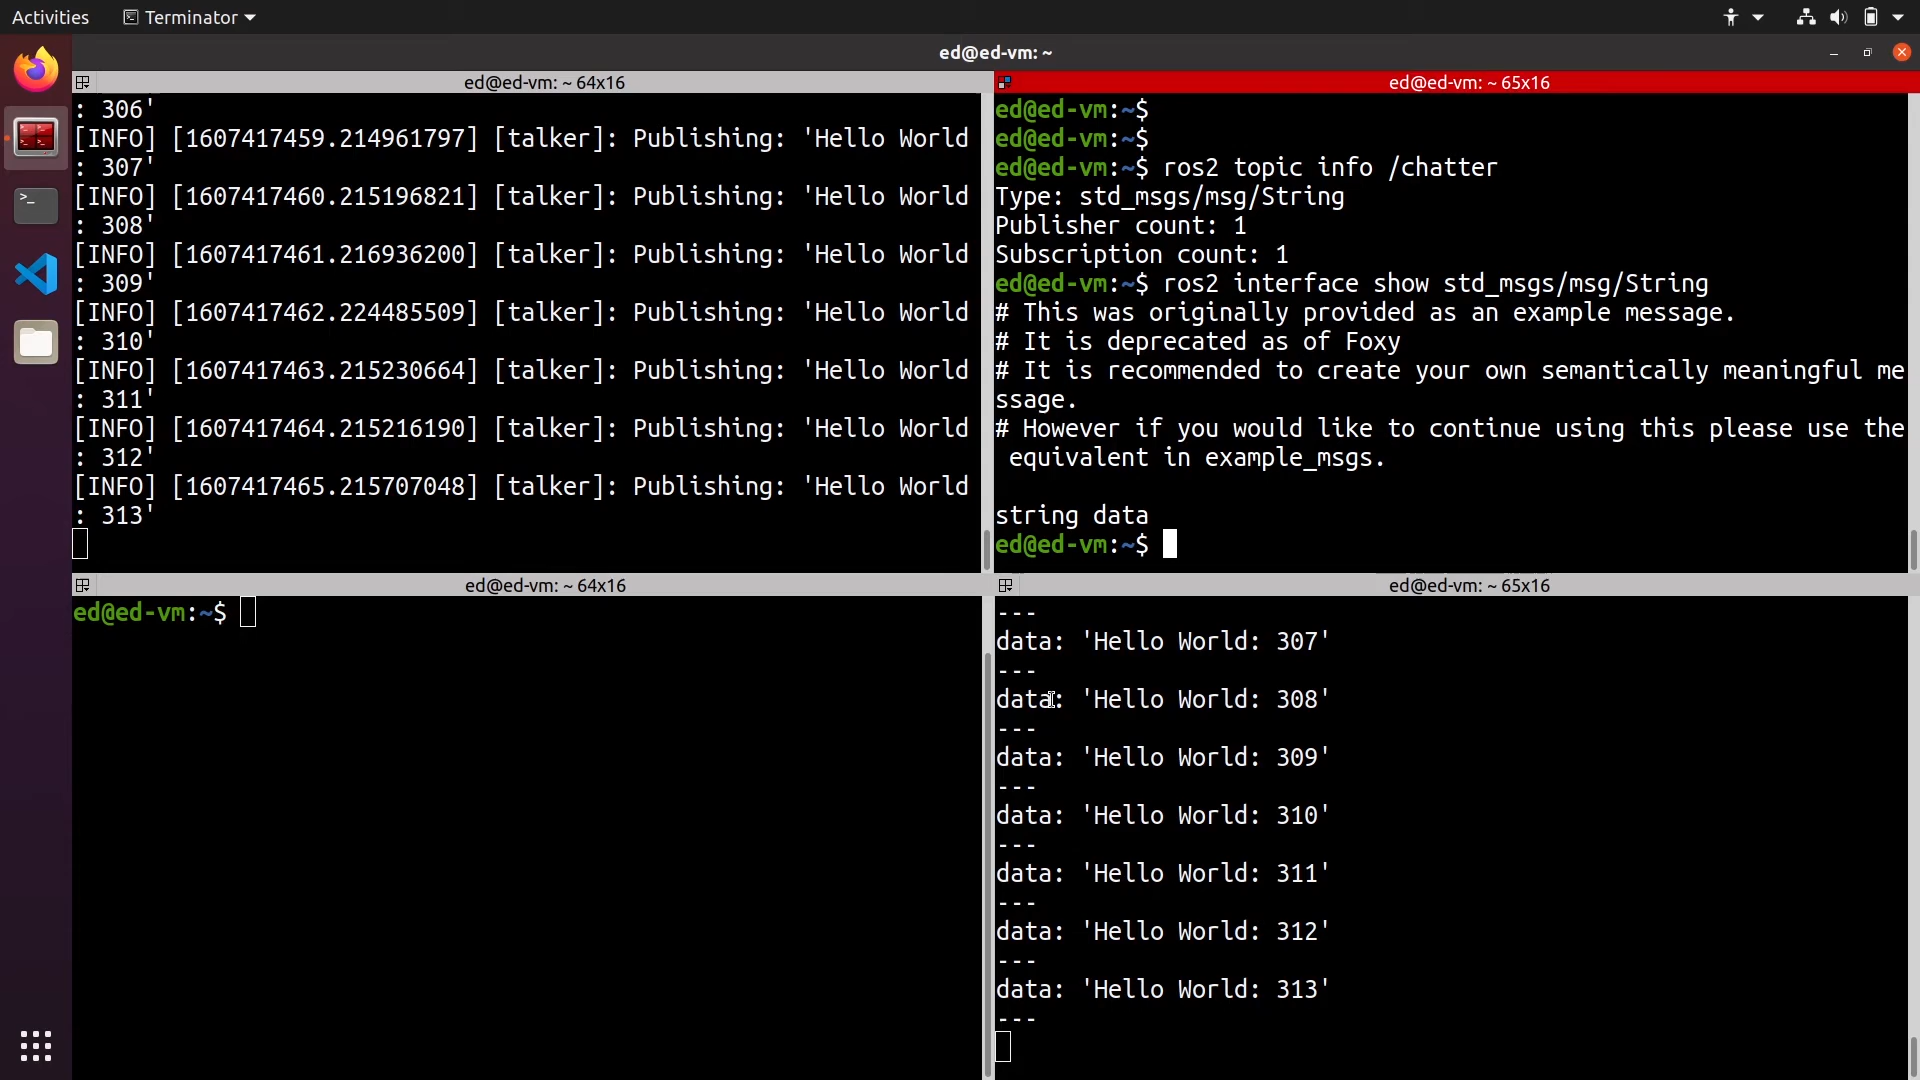 Activities
Terminator
ed@ed-vm: ~
ed@ed-vm: ~ 64x16
: 306'
[INFO] [1607417459.214961797] [talker]: Publishing: 'Hello World
: 307'
[INFO] [1607417460.215196821] [talker]: Publishing: 'Hello World
: 308'
[INFO] [1607417461.216936200] [talker]: Publishing: 'Hello World
: 309'
[INFO] [1607417462.224485509] [talker]: Publishing: 'Hello World
: 310'
[INFO] [1607417463.215230664] [talker]: Publishing: 'Hello World
: 311'
[INFO] [1607417464.215216190] [talker]: Publishing: 'Hello World
: 312'
[INFO] [1607417465.215707048] [talker]: Publishing: 'Hello World
: 313'
ed@ed-vm: ~ 65x16
ed@ed-vm:~$
ed@ed-vm:~$
ed@ed-vm:~$ ros2 topic info /chatter
Type: std_msgs/msg/String
Publisher count: 1
Subscription count: 1
ed@ed-vm:~$ ros2 interface show std_msgs/msg/String
# This was originally provided as an example message.
# It is deprecated as of Foxy
# It is recommended to create your own semantically meaningful me
ssage.
# However if you would like to continue using this please use the
 equivalent in example_msgs.
string data
ed@ed-vm:~$
ed@ed-vm: ~ 64x16
ed@ed-vm:~$
ed@ed-vm: ~ 65x16
---
data: 'Hello World: 307'
---
data: 'Hello World: 308'
---
data: 'Hello World: 309'
---
data: 'Hello World: 310'
---
data: 'Hello World: 311'
---
data: 'Hello World: 312'
---
data: 'Hello World: 313'
---